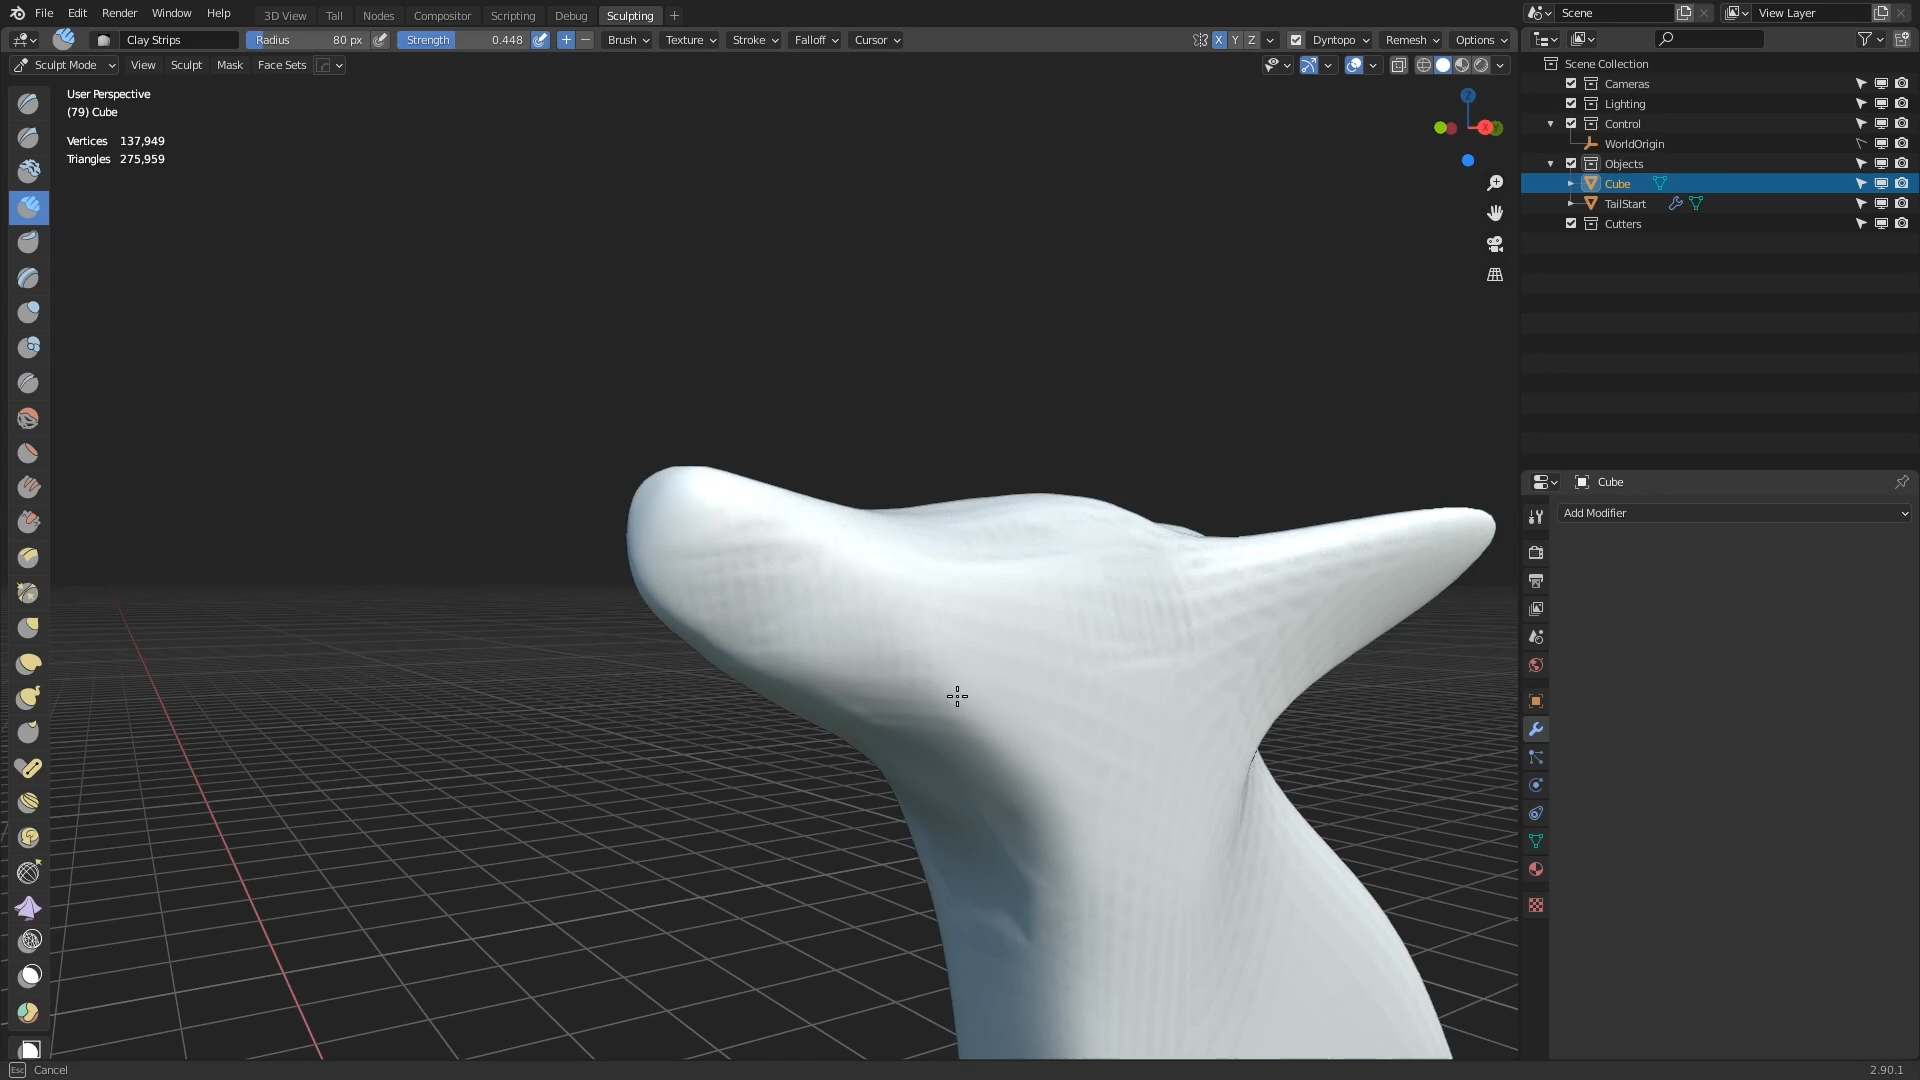 File Edit Render Window Help 3D View Tall Nodes Compositor Scripting Debug Sculpting Scene View Layer
Clay Strips Radius 80 px Strength 0.448 Brush Texture Stroke Falloff Cursor X Y Z Dyntopo Remesh Options
Sculpt Mode View Sculpt Mask Face Sets
Scene Collection
Cameras
Lighting
Control
WorldOrigin
Objects
Cube
TailStart
Cutters
User Perspective
(79) Cube
Vertices 137,949
Triangles 275,959
Z
X Y
Cube
Add Modifier
Esc Cancel
2.90.1